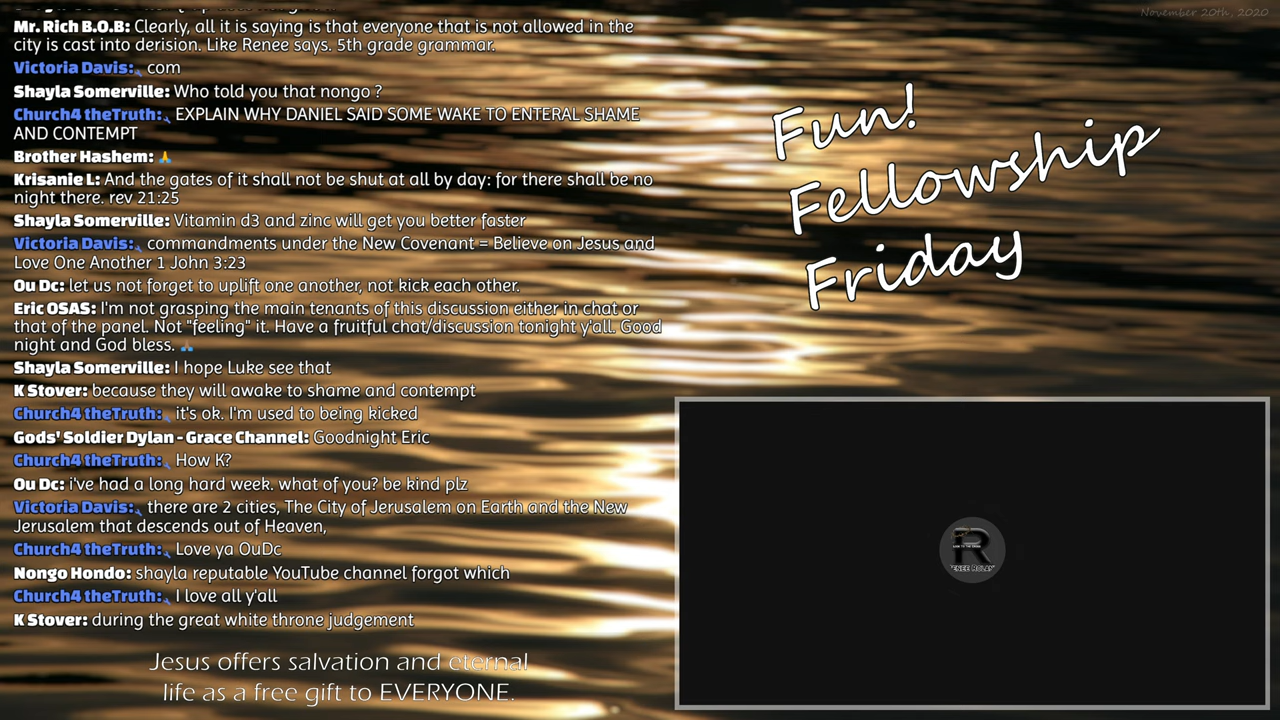 November 20th, 2020
Mr. Rich B.O.B: Clearly, all it is saying is that everyone that is not allowed in the
city is cast into derision. Like Renee says. 5th grade grammar.
Victoria Davis: com
Shayla Somerville: Who told you that nongo ?
Church4 theTruth: EXPLAIN WHY DANIEL SAID SOME WAKE TO ENTERAL SHAME
AND CONTEMPT
Brother Hashem: 🙏
Krisanie L: And the gates of it shall not be shut at all by day: for there shall be no
night there. rev 21:25
Shayla Somerville: Vitamin d3 and zinc will get you better faster
Victoria Davis: commandments under the New Covenant = Believe on Jesus and
Love One Another 1 John 3:23
Ou Dc: let us not forget to uplift one another, not kick each other.
Eric OSAS: I'm not grasping the main tenants of this discussion either in chat or
that of the panel. Not "feeling" it. Have a fruitful chat/discussion tonight y'all. Good
night and God bless. 🙏
Shayla Somerville: I hope Luke see that
K Stover: because they will awake to shame and contempt
Church4 theTruth: it's ok. I'm used to being kicked
Gods' Soldier Dylan - Grace Channel: Goodnight Eric
Church4 theTruth: How K?
Ou Dc: i've had a long hard week. what of you? be kind plz
Victoria Davis: there are 2 cities, The City of Jerusalem on Earth and the New
Jerusalem that descends out of Heaven,
Church4 theTruth: Love ya OuDc
Nongo Hondo: shayla reputable YouTube channel forgot which
Church4 theTruth: I love all y'all
K Stover: during the great white throne judgement
Jesus offers salvation and eternal
life as a free gift to EVERYONE.
Fun!
Fellowship
Friday
R